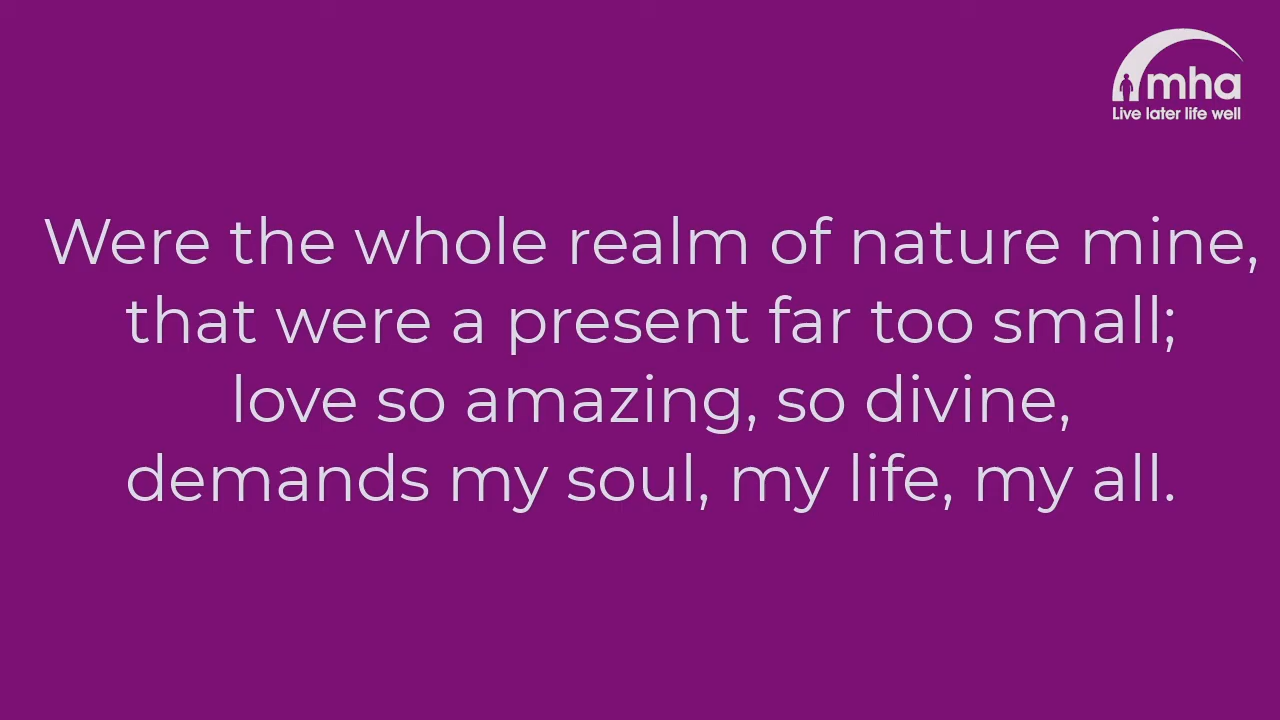 mha
Live later life well
Were the whole realm of nature mine,
that were a present far too small;
love so amazing, so divine,
demands my soul, my life, my all.